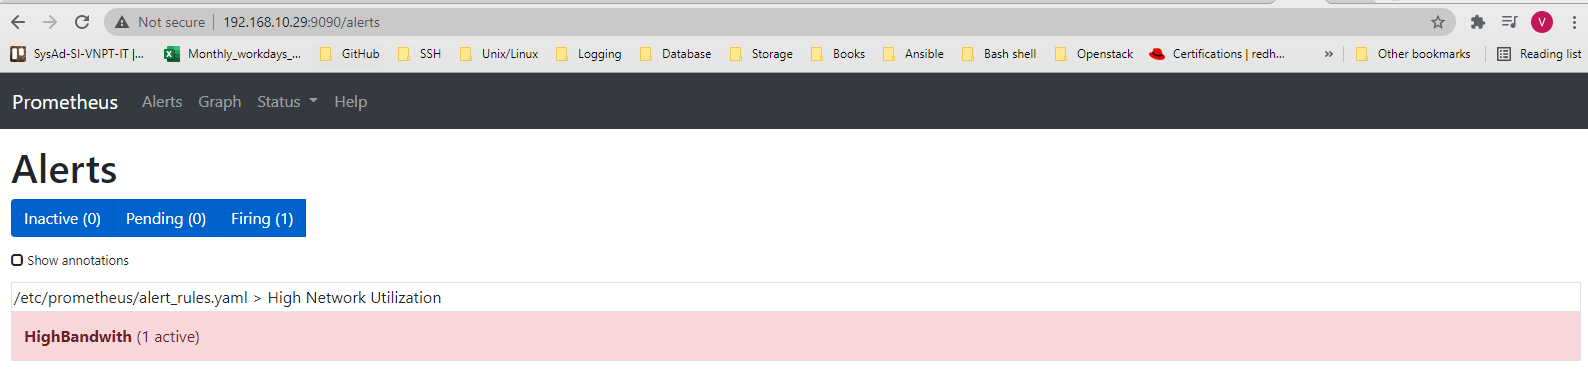 Not secure | 192.168.10.29:9090/alerts V
SysAd-SI-VNPT-IT |... Monthly_workdays_... GitHub SSH Unix/Linux Logging Database Storage Books Ansible Bash shell Openstack Certifications | redh... » Other bookmarks Reading list
Prometheus Alerts Graph Status Help
Alerts
Inactive (0) Pending (0) Firing (1)
Show annotations
/etc/prometheus/alert_rules.yaml > High Network Utilization
HighBandwith (1 active)